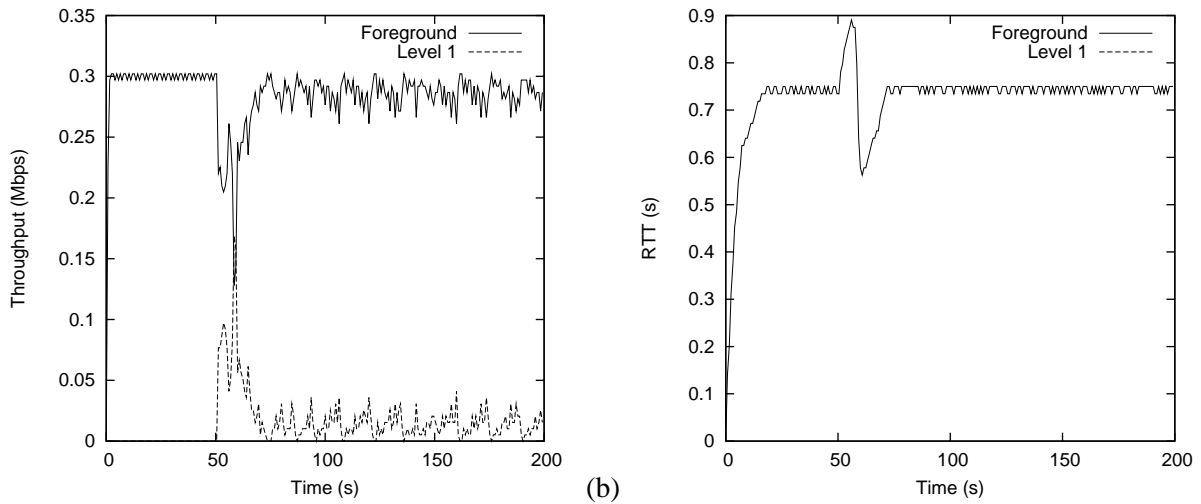 Throughput (Mbps)
0.35
0.3
0.25
0.2
0.15
0.1
0.05
0
Foreground
Level 1
0 50 100 150 200
Time (s)
(b)
RTT (s)
0.9
0.8
0.7
0.6
0.5
0.4
0.3
0.2
0.1
0
Foreground
Level 1
0 50 100 150 200
Time (s)